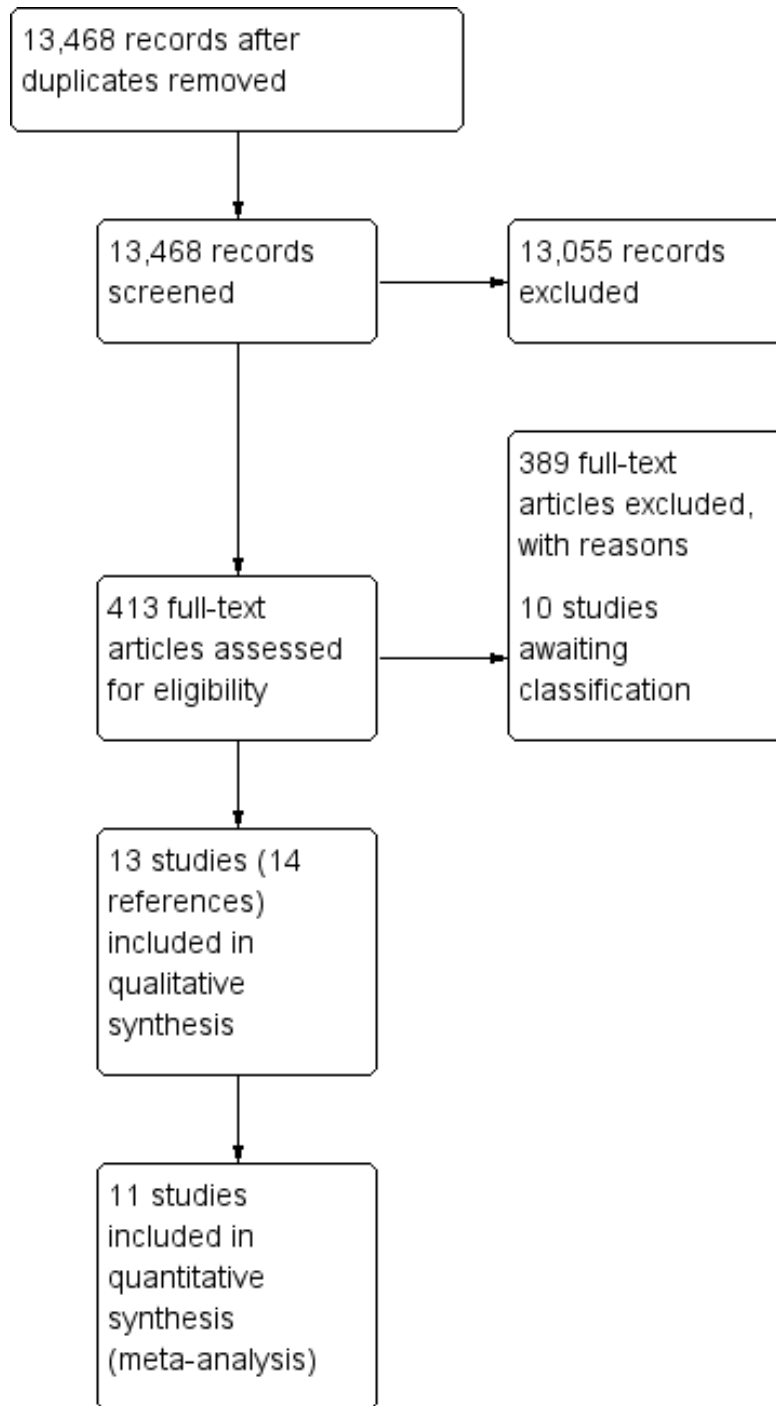 13,468 records after
duplicates removed
13,468 records
screened
13,055 records
excluded
389 full-text
articles excluded,
with reasons
10 studies
awaiting
classification
413 full-text
articles assessed
for eligibility
13 studies (14
references)
included in
qualitative
synthesis
11 studies
included in
quantitative
synthesis
(meta-analysis)